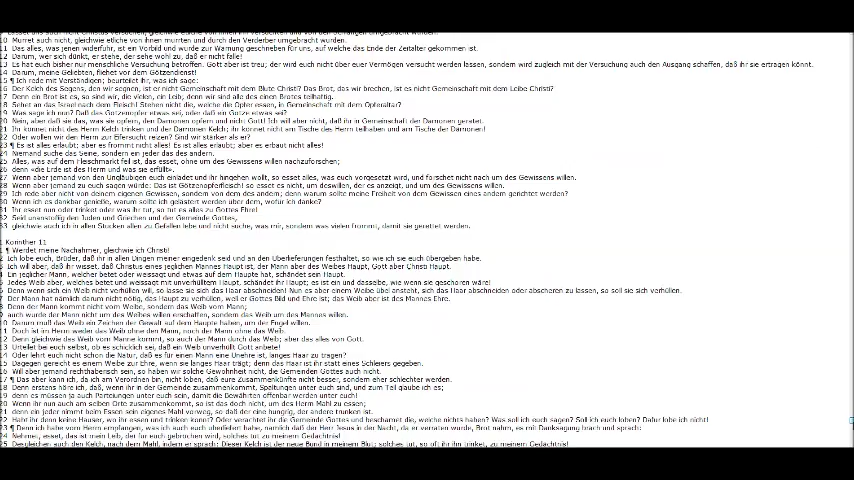 10 Murret auch nicht, gleichwie etliche von ihnen murrten und durch den Verderber umgebracht wurden.
11 Das alles, was jenen widerfuhr, ist ein Vorbild und wurde zur Warnung geschrieben für uns, auf welche das Ende der Zeitalter gekommen ist.
12 Darum, wer sich dünkt, er stehe, der sehe wohl zu, daß er nicht falle!
13 Es hat euch bisher nur menschliche Versuchung betroffen. Gott aber ist treu; der wird euch nicht über euer Vermögen versucht werden lassen, sondern wird zugleich mit der Versuchung auch den Ausgang schaffen, daß ihr sie ertragen könnt.
14 Darum, meine Geliebten, fliehet vor dem Götzendienst!
15 ¶ Ich rede mit Verständigen; beurteilet ihr, was ich sage:
16 Der Kelch des Segens, den wir segnen, ist er nicht Gemeinschaft mit dem Blute Christi? Das Brot, das wir brechen, ist es nicht Gemeinschaft mit dem Leibe Christi?
17 Denn ein Brot ist es, so sind wir, die vielen, ein Leib; denn wir sind alle des einen Brotes teilhaftig.
18 Sehet an das Israel nach dem Fleisch! Stehen nicht die, welche die Opfer essen, in Gemeinschaft mit dem Opferaltar?
19 Was sage ich nun? Daß das Götzenopfer etwas sei, oder daß ein Götze etwas sei?
20 Nein, aber daß sie das, was sie opfern, den Dämonen opfern und nicht Gott! Ich will aber nicht, daß ihr in Gemeinschaft der Dämonen geratet.
21 Ihr könnet nicht des Herrn Kelch trinken und der Dämonen Kelch; ihr könnet nicht am Tische des Herrn teilhaben und am Tische der Dämonen!
22 Oder wollen wir den Herrn zur Eifersucht reizen? Sind wir stärker als er?
23 ¶ Es ist alles erlaubt; aber es frommt nicht alles! Es ist alles erlaubt; aber es erbaut nicht alles!
24 Niemand suche das Seine, sondern ein jeder das des andern.
25 Alles, was auf dem Fleischmarkt feil ist, das esset, ohne um des Gewissens willen nachzuforschen;
26 denn «die Erde ist des Herrn und was sie erfüllt».
27 Wenn aber jemand von den Ungläubigen euch einladet und ihr hingehen wollt, so esset alles, was euch vorgesetzt wird, und forschet nicht nach um des Gewissens willen.
28 Wenn aber jemand zu euch sagen würde: Das ist Götzenopferfleisch! so esset es nicht, um deswillen, der es anzeigt, und um des Gewissens willen.
29 Ich rede aber nicht von deinem eigenen Gewissen, sondern von dem des andern; denn warum sollte meine Freiheit von dem Gewissen eines andern gerichtet werden?
30 Wenn ich es dankbar genieße, warum sollte ich gelästert werden über dem, wofür ich danke?
31 Ihr esset nun oder trinket oder was ihr tut, so tut es alles zu Gottes Ehre!
32 Seid unanstößig den Juden und Griechen und der Gemeinde Gottes,
33 gleichwie auch ich in allen Stücken allen zu Gefallen lebe und nicht suche, was mir, sondern was vielen frommt, damit sie gerettet werden.
1 Korinther 11
1 ¶ Werdet meine Nachahmer, gleichwie ich Christi!
2 Ich lobe euch, Brüder, daß ihr in allen Dingen meiner eingedenk seid und an den Überlieferungen festhaltet, so wie ich sie euch übergeben habe.
3 Ich will aber, daß ihr wisset, daß Christus eines jeglichen Mannes Haupt ist, der Mann aber des Weibes Haupt, Gott aber Christi Haupt.
4 Ein jeglicher Mann, welcher betet oder weissagt und etwas auf dem Haupte hat, schändet sein Haupt.
5 Jedes Weib aber, welches betet und weissagt mit unverhülltem Haupt, schändet ihr Haupt; es ist ein und dasselbe, wie wenn sie geschoren wäre!
6 Denn wenn sich ein Weib nicht verhüllen will, so lasse sie sich das Haar abschneiden! Nun es aber einem Weibe übel ansteht, sich das Haar abschneiden oder abscheren zu lassen, so soll sie sich verhüllen.
7 Der Mann hat nämlich darum nicht nötig, das Haupt zu verhüllen, weil er Gottes Bild und Ehre ist; das Weib aber ist des Mannes Ehre.
8 Denn der Mann kommt nicht vom Weibe, sondern das Weib vom Mann;
9 auch wurde der Mann nicht um des Weibes willen erschaffen, sondern das Weib um des Mannes willen.
10 Darum muß das Weib ein Zeichen der Gewalt auf dem Haupte haben, um der Engel willen.
11 Doch ist im Herrn weder das Weib ohne den Mann, noch der Mann ohne das Weib.
12 Denn gleichwie das Weib vom Manne kommt, so auch der Mann durch das Weib; aber das alles von Gott.
13 Urteilet bei euch selbst, ob es schicklich sei, daß ein Weib unverhüllt Gott anbete!
14 Oder lehrt euch nicht schon die Natur, daß es für einen Mann eine Unehre ist, langes Haar zu tragen?
15 Dagegen gereicht es einem Weibe zur Ehre, wenn sie langes Haar trägt; denn das Haar ist ihr statt eines Schleiers gegeben.
16 Will aber jemand rechthaberisch sein, so haben wir solche Gewohnheit nicht, die Gemeinden Gottes auch nicht.
17 ¶ Das aber kann ich, da ich am Verordnen bin, nicht loben, daß eure Zusammenkünfte nicht besser, sondern eher schlechter werden.
18 Denn erstens höre ich, daß, wenn ihr in der Gemeinde zusammenkommt, Spaltungen unter euch sind, und zum Teil glaube ich es;
19 denn es müssen ja auch Parteiungen unter euch sein, damit die Bewährten offenbar werden unter euch!
20 Wenn ihr nun auch am selben Orte zusammenkommt, so ist das doch nicht, um des Herrn Mahl zu essen;
21 denn ein jeder nimmt beim Essen sein eigenes Mahl vorweg, so daß der eine hungrig, der andere trunken ist.
22 Habt ihr denn keine Häuser, wo ihr essen und trinken könnt? Oder verachtet ihr die Gemeinde Gottes und beschämet die, welche nichts haben? Was soll ich euch sagen? Soll ich euch loben? Dafür lobe ich nicht!
23 ¶ Denn ich habe vom Herrn empfangen, was ich auch euch überliefert habe, nämlich daß der Herr Jesus in der Nacht, da er verraten wurde, Brot nahm, es mit Danksagung brach und sprach:
24 Nehmet, esset, das ist mein Leib, der für euch gebrochen wird, solches tut zu meinem Gedächtnis!
25 Desgleichen auch den Kelch, nach dem Mahl, indem er sprach: Dieser Kelch ist der neue Bund in meinem Blut; solches tut, so oft ihr ihn trinket, zu meinem Gedächtnis!